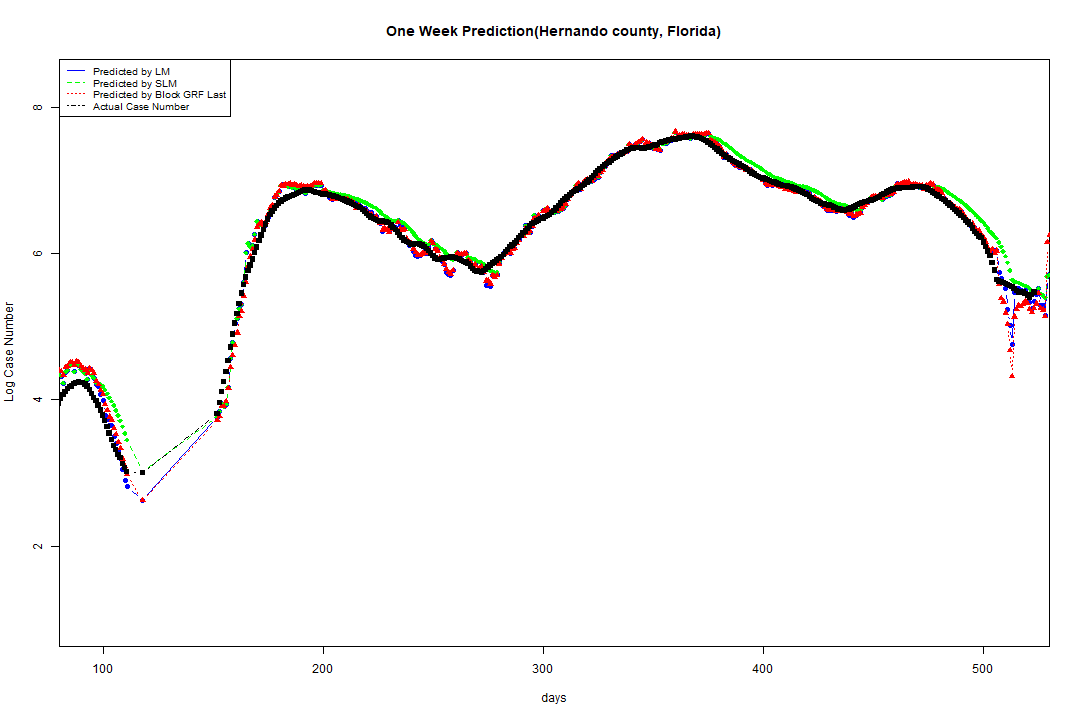 One Week Prediction(Hernando county, Florida)
Predicted by LM
Predicted by SLM
Predicted by Block GRF Last
Actual Case Number
8
6
4
2
Log Case Number
100 200 300 400 500
days